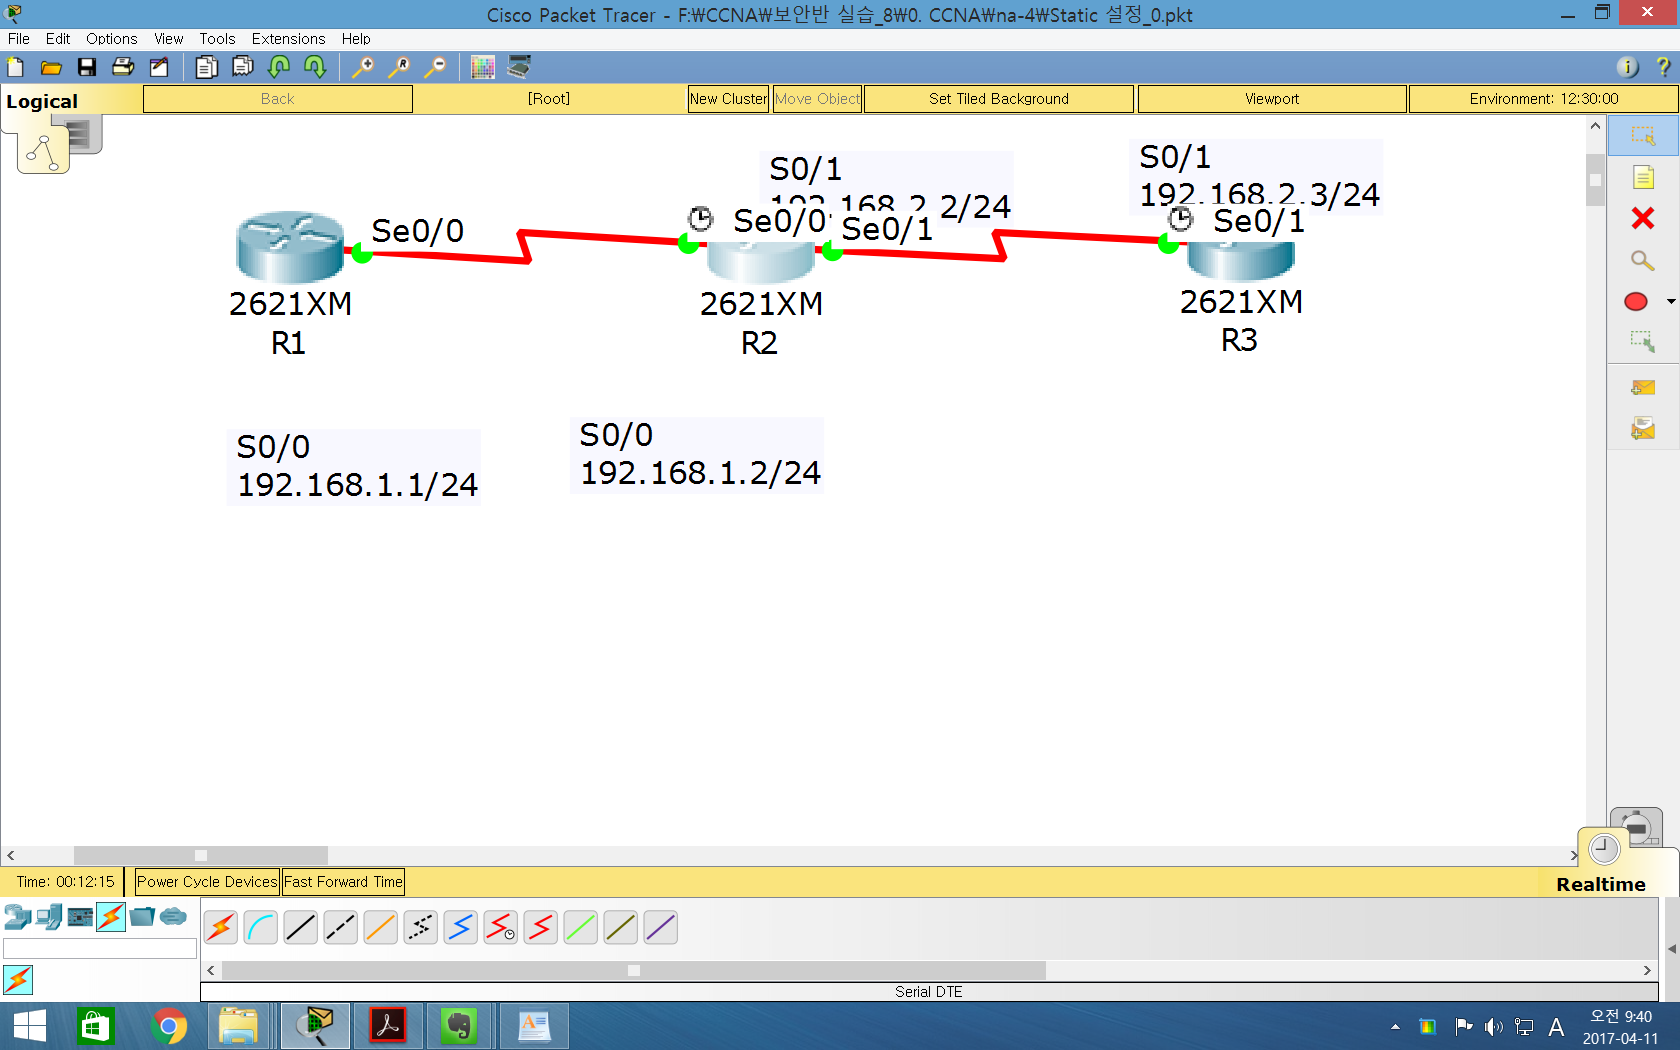 Cisco Packet Tracer - F:₩CCNA₩보안반 실습_8₩0. CCNA₩na-4₩Static 설정_0.pkt
File Edit Options View Tools Extensions Help
Logical
Back
[Root]
New Cluster
Move Object
Set Tiled Background
Viewport
Environment: 12:30:00
S0/1
192.168.2.2/24
S0/1
192.168.2.3/24
Se0/0
Se0/0
Se0/1
Se0/1
2621XM
R1
2621XM
R2
2621XM
R3
S0/0
192.168.1.1/24
S0/0
192.168.1.2/24
Time: 00:12:15
Power Cycle Devices
Fast Forward Time
Realtime
Serial DTE
A
오전 9:40
2017-04-11